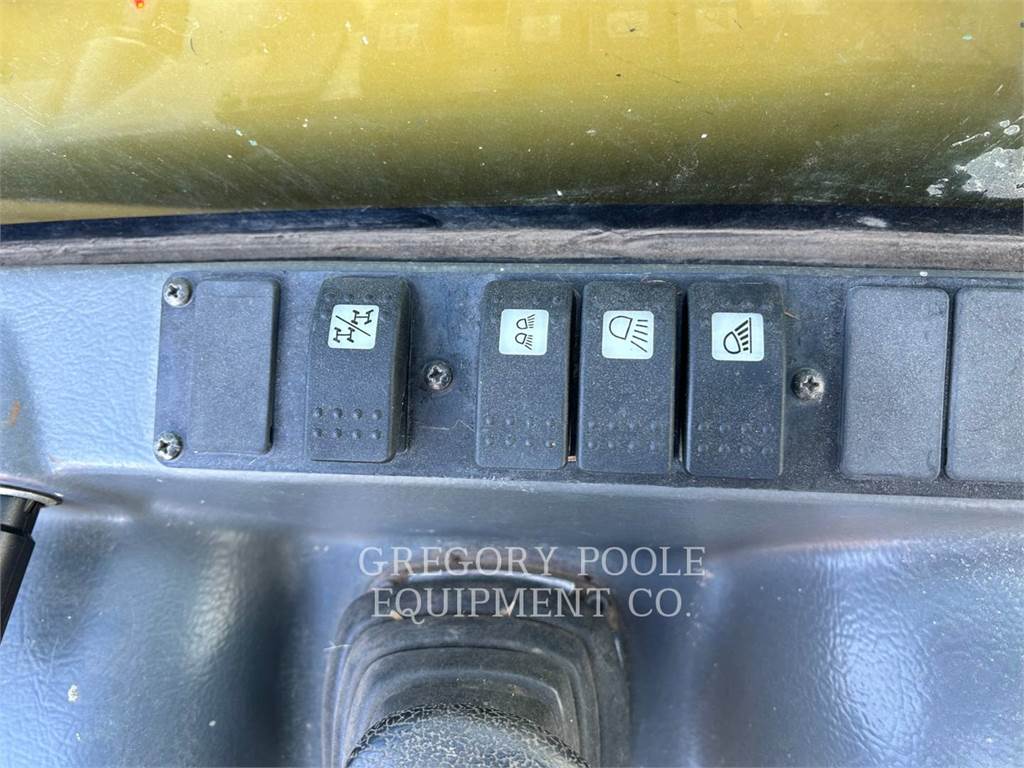 GREGORY POOLE
EQUIPMENT CO.